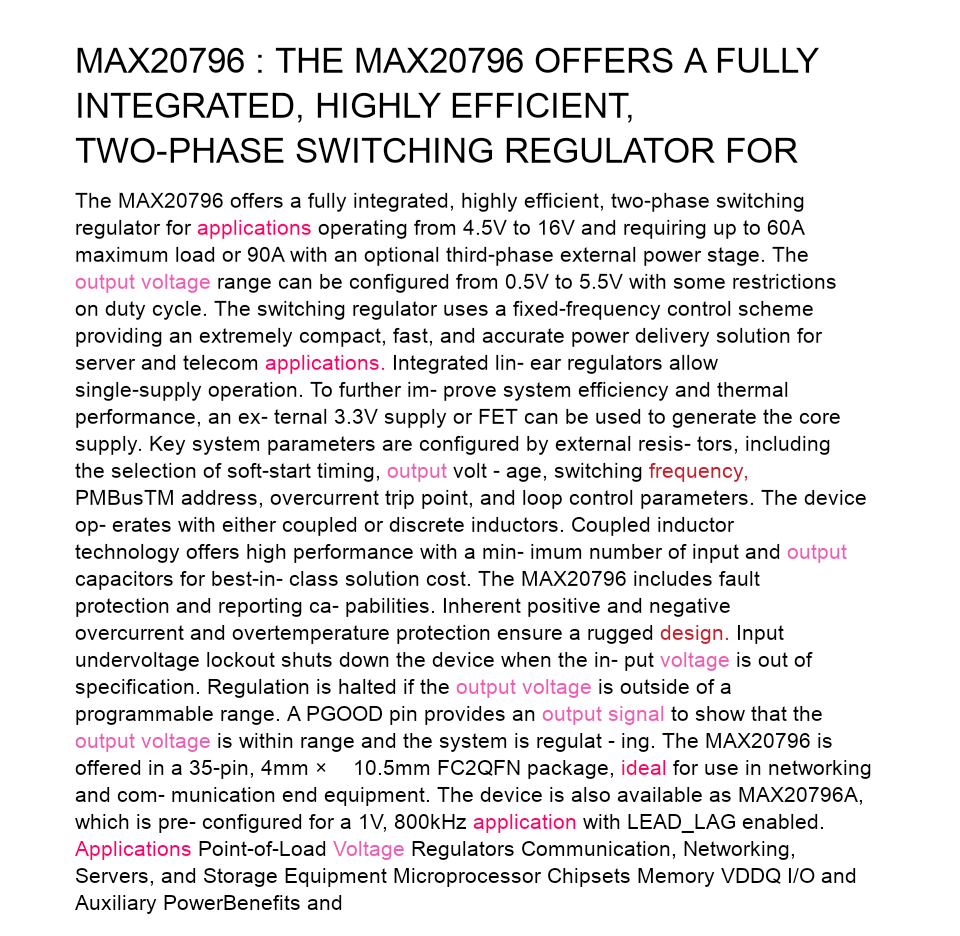 MAX20796 : THE MAX20796 OFFERS A FULLY
INTEGRATED, HIGHLY EFFICIENT,
TWO-PHASE SWITCHING REGULATOR FOR
The MAX20796 offers a fully integrated, highly efficient, two-phase switching
regulator for applications operating from 4.5V to 16V and requiring up to 60A
maximum load or 90A with an optional third-phase external power stage. The
output voltage range can be configured from 0.5V to 5.5V with some restrictions
on duty cycle. The switching regulator uses a fixed-frequency control scheme
providing an extremely compact, fast, and accurate power delivery solution for
server and telecom applications. Integrated lin- ear regulators allow
single-supply operation. To further im- prove system efficiency and thermal
performance, an ex- ternal 3.3V supply or FET can be used to generate the core
supply. Key system parameters are configured by external resis- tors, including
the selection of soft-start timing, output volt - age, switching frequency,
PMBusTM address, overcurrent trip point, and loop control parameters. The device
op- erates with either coupled or discrete inductors. Coupled inductor
technology offers high performance with a min- imum number of input and output
capacitors for best-in- class solution cost. The MAX20796 includes fault
protection and reporting ca- pabilities. Inherent positive and negative
overcurrent and overtemperature protection ensure a rugged design. Input
undervoltage lockout shuts down the device when the in- put voltage is out of
specification. Regulation is halted if the output voltage is outside of a
programmable range. A PGOOD pin provides an output signal to show that the
output voltage is within range and the system is regulat - ing. The MAX20796 is
offered in a 35-pin, 4mm × 10.5mm FC2QFN package, ideal for use in networking
and com- munication end equipment. The device is also available as MAX20796A,
which is pre- configured for a 1V, 800kHz application with LEAD_LAG enabled.
Applications Point-of-Load Voltage Regulators Communication, Networking,
Servers, and Storage Equipment Microprocessor Chipsets Memory VDDQ I/O and
Auxiliary PowerBenefits and